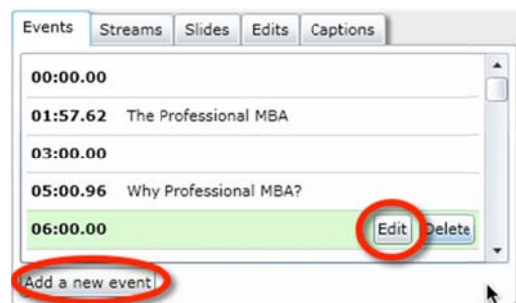 Events Streams Slides Edits Captions
00:00.00
01:57.62 The Professional MBA
03:00.00
05:00.96 Why Professional MBA?
06:00.00 Edit Delete
Add a new event